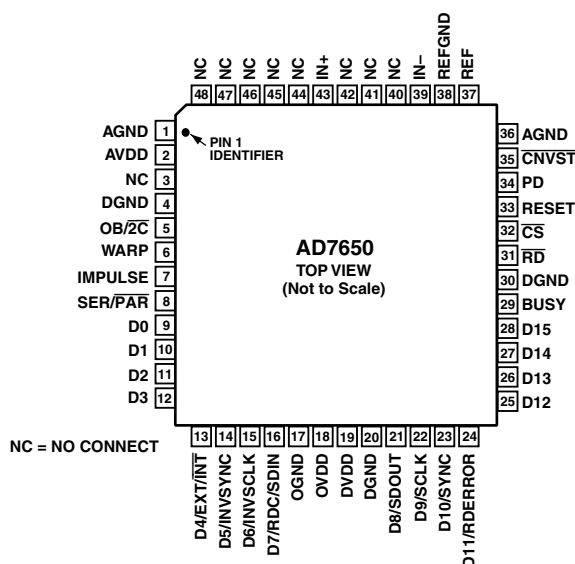 NC NC NC NC NC IN+ NC NC NC IN– REFGND REF
48 47 46 45 44 43 42 41 40 39 38 37
AGND 1
AVDD 2
NC 3
DGND 4
OB/2C̅ 5
WARP 6
IMPULSE 7
SER/P̅A̅R̅ 8
D0 9
D1 10
D2 11
D3 12
PIN 1
IDENTIFIER
AD7650
TOP VIEW
(Not to Scale)
36 AGND
35 C̅N̅V̅S̅T̅
34 PD
33 RESET
32 C̅S̅
31 R̅D̅
30 DGND
29 BUSY
28 D15
27 D14
26 D13
25 D12
NC = NO CONNECT
13 14 15 16 17 18 19 20 21 22 23 24
D4/EXT/I̅N̅T̅
D5/INVSYNC
D6/INVSCLK
D7/RDC/SDIN
OGND
OVDD
DVDD
DGND
D8/SDOUT
D9/SCLK
D10/SYNC
D11/RDERROR